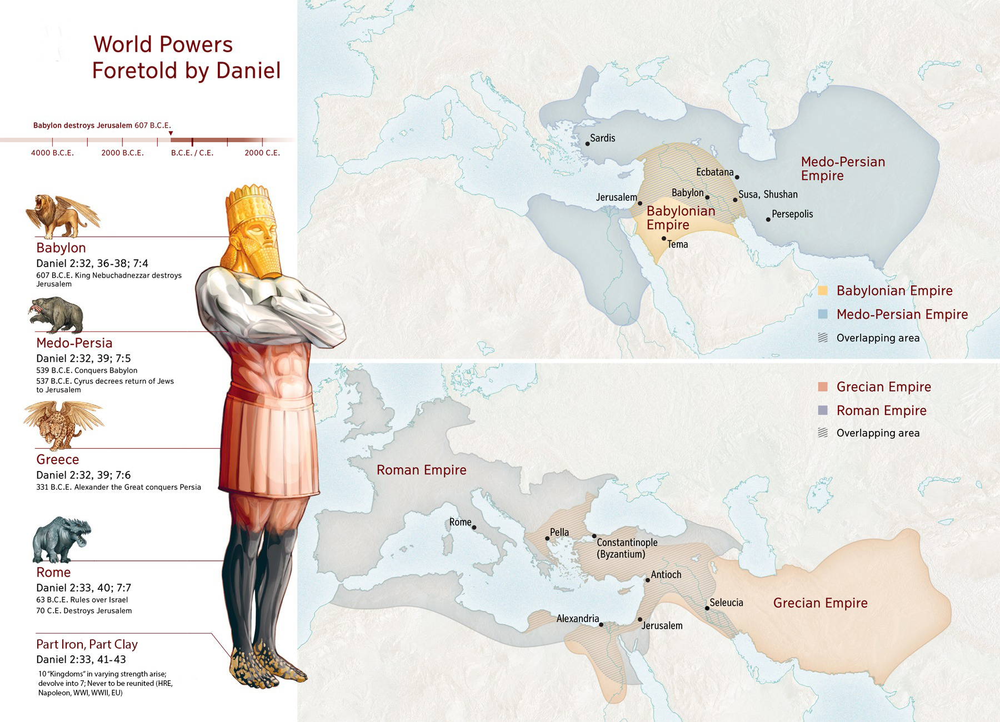 World Powers
Foretold by Daniel
Babylon destroys Jerusalem 607 B.C.E.
4000 B.C.E. 2000 B.C.E. B.C.E. / C.E. 2000 C.E.
Babylon
Daniel 2:32, 36-38; 7:4
607 B.C.E. King Nebuchadnezzar destroys
Jerusalem
Medo-Persia
Daniel 2:32, 39; 7:5
539 B.C.E. Conquers Babylon
537 B.C.E. Cyrus decrees return of Jews
to Jerusalem
Greece
Daniel 2:32, 39; 7:6
331 B.C.E. Alexander the Great conquers Persia
Rome
Daniel 2:33, 40; 7:7
63 B.C.E. Rules over Israel
70 C.E. Destroys Jerusalem
Part Iron, Part Clay
Daniel 2:33, 41-43
10 “Kingdoms” in varying strength arise;
devolve into 7; Never to be reunited (HRE,
Napoleon, WWI, WWII, EU)
Sardis
Medo-Persian
Empire
Ecbatana
Babylon
Susa, Shushan
Jerusalem
Babylonian
Empire
Persepolis
Tema
Babylonian Empire
Medo-Persian Empire
Overlapping area
Grecian Empire
Roman Empire
Overlapping area
Roman Empire
Rome
Pella
Constantinople
(Byzantium)
Antioch
Seleucia
Grecian Empire
Alexandria
Jerusalem